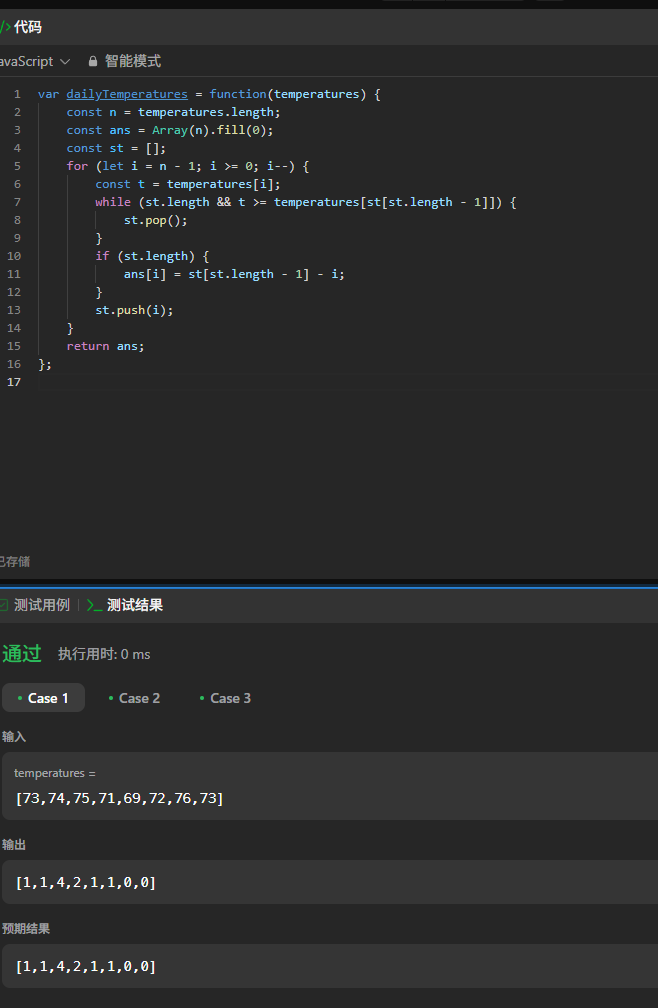 </> 代码
avaScript 智能模式
1 var dailyTemperatures = function(temperatures) {
2     const n = temperatures.length;
3     const ans = Array(n).fill(0);
4     const st = [];
5     for (let i = n - 1; i >= 0; i--) {
6         const t = temperatures[i];
7         while (st.length && t >= temperatures[st[st.length - 1]]) {
8             st.pop();
9         }
10         if (st.length) {
11             ans[i] = st[st.length - 1] - i;
12         }
13         st.push(i);
14     }
15     return ans;
16 };
17
已存储
测试用例 | >_ 测试结果
通过 执行用时: 0 ms
• Case 1 • Case 2 • Case 3
输入
temperatures =
[73,74,75,71,69,72,76,73]
输出
[1,1,4,2,1,1,0,0]
预期结果
[1,1,4,2,1,1,0,0]